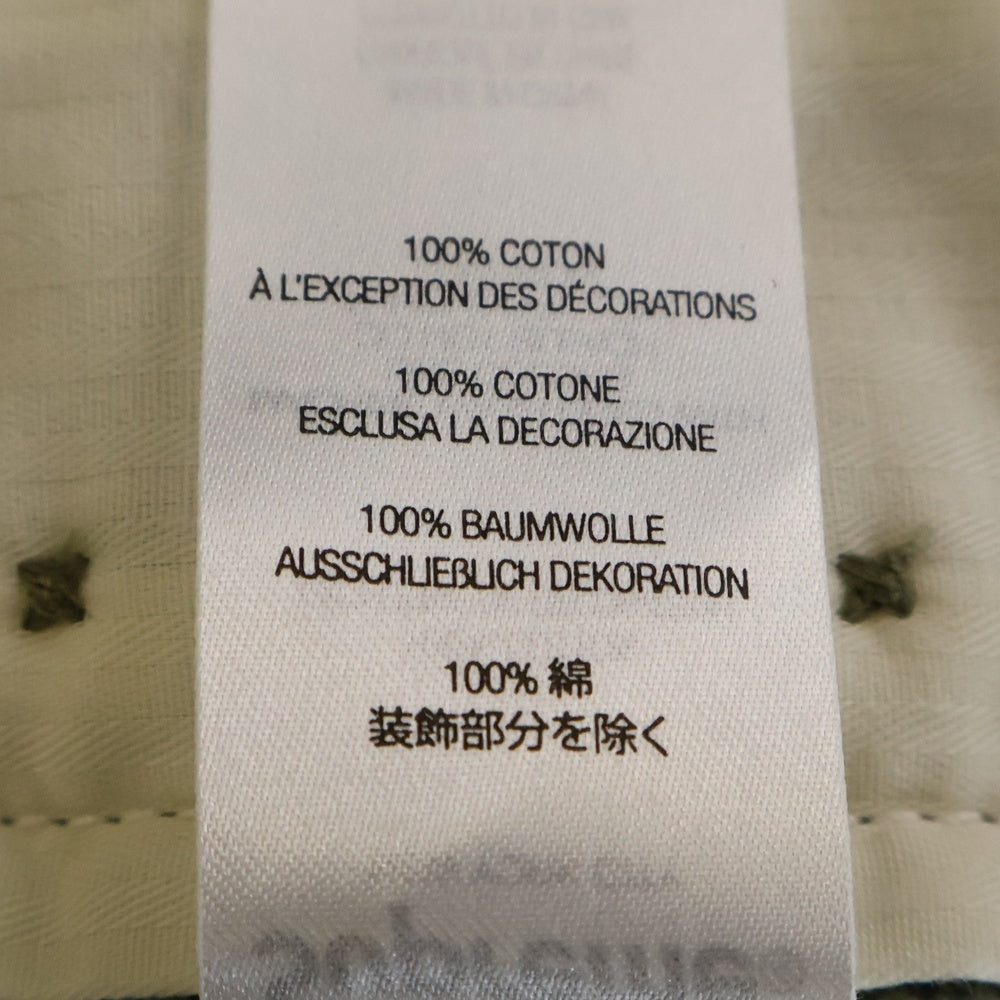 100% COTON
À L'EXCEPTION DES DÉCORATIONS
100% COTONE
ESCLUSA LA DECORAZIONE
100% BAUMWOLLE
AUSSCHLIEßLICH DEKORATION
100% 綿
装飾部分を除く